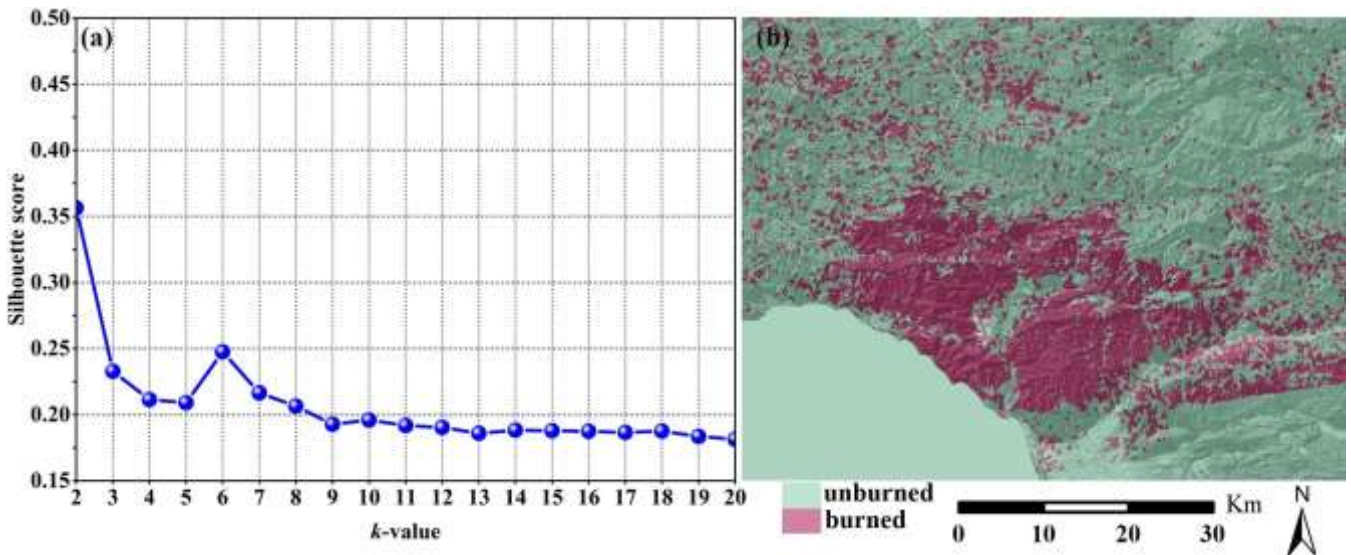 (a)
0.50
0.45
0.40
0.35
0.30
0.25
0.20
0.15
Silhouette score
2 3 4 5 6 7 8 9 10 11 12 13 14 15 16 17 18 19 20
k-value
(b)
unburned
burned
0 10 20 30
Km
N